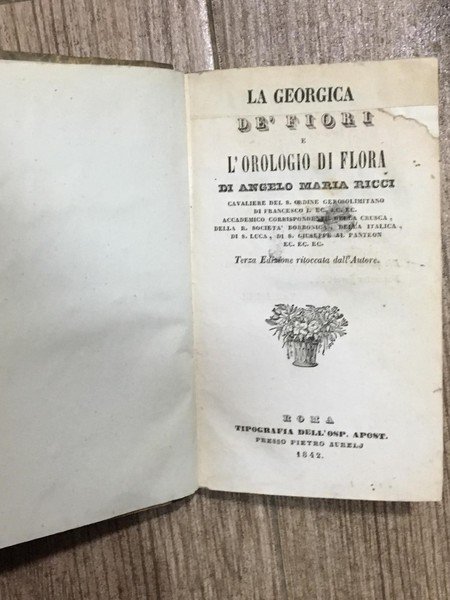 LA GEORGICA
DE' FIORI
E
L'OROLOGIO DI FLORA
DI ANGELO MARIA RICCI
CAVALIERE DEL S. ORDINE GEROSOLIMITANO
DI FRANCESCO I. EC. EC. EC.
ACCADEMICO CORRISPONDENTE DELLA CRUSCA,
DELLA R. SOCIETA' BORBONICA, DELLA ITALICA,
DI S. LUCA, DI S. GIUSEPPE AL PANTEON
EC. EC. EC.
Terza Edizione ritoccata dall'Autore.
ROMA
TIPOGRAFIA DELL'OSP. APOST.
PRESSO PIETRO AURELJ
1842.